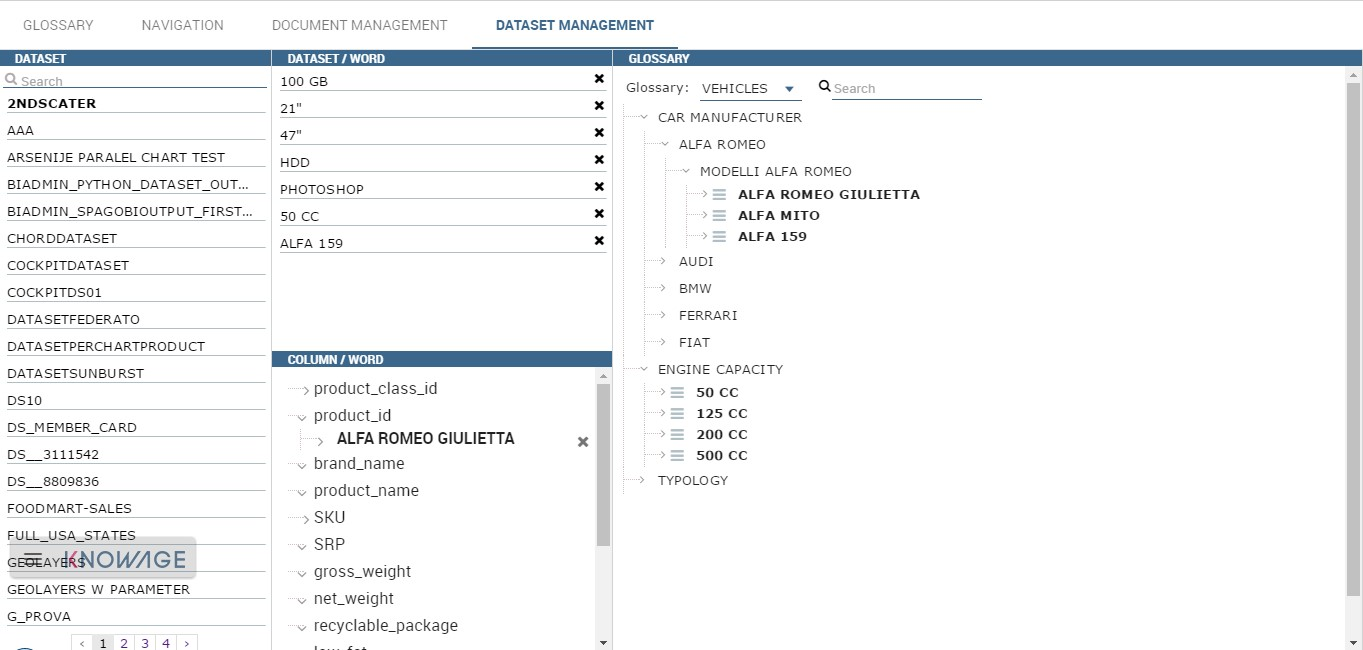 GLOSSARY NAVIGATION DOCUMENT MANAGEMENT DATASET MANAGEMENT
DATASET
Search
2NDSCATER
AAA
ARSENIJE PARALEL CHART TEST
BIADMIN_PYTHON_DATASET_OUT...
BIADMIN_SPAGOBIOUTPUT_FIRST...
CHORDDATASET
COCKPITDATASET
COCKPITDS01
DATASETFEDERATO
DATASETPERCHARTPRODUCT
DATASETSUNBURST
DS10
DS_MEMBER_CARD
DS__3111542
DS__8809836
FOODMART-SALES
FULL_USA_STATES
KNOWAGE
GEOLAYERS
GEOLAYERS W PARAMETER
G_PROVA
‹ 1 2 3 4 ›
DATASET / WORD
100 GB
21"
47"
HDD
PHOTOSHOP
50 CC
ALFA 159
COLUMN / WORD
product_class_id
product_id
ALFA ROMEO GIULIETTA
brand_name
product_name
SKU
SRP
gross_weight
net_weight
recyclable_package
GLOSSARY
Glossary: VEHICLES Search
CAR MANUFACTURER
ALFA ROMEO
MODELLI ALFA ROMEO
ALFA ROMEO GIULIETTA
ALFA MITO
ALFA 159
AUDI
BMW
FERRARI
FIAT
ENGINE CAPACITY
50 CC
125 CC
200 CC
500 CC
TYPOLOGY